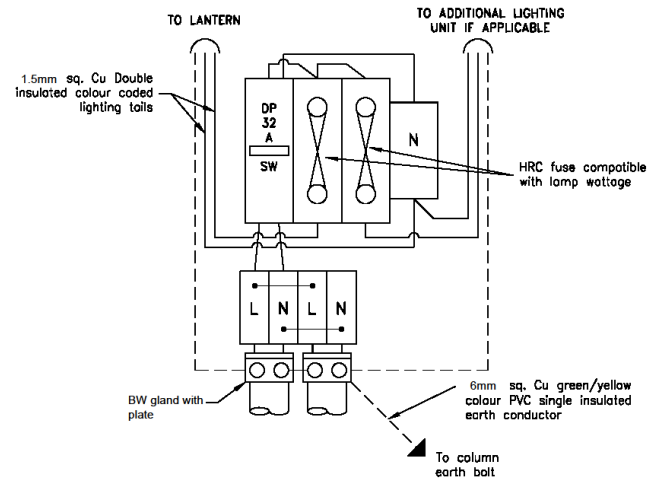 TO LANTERN
TO ADDITIONAL LIGHTING
UNIT IF APPLICABLE
1.5mm sq. Cu Double
insulated colour coded
lighting tails
DP
32
A
SW
N
HRC fuse compatible
with lamp wattage
L N L N
BW gland with
plate
6mm sq. Cu green/yellow
colour PVC single insulated
earth conductor
To column
earth bolt